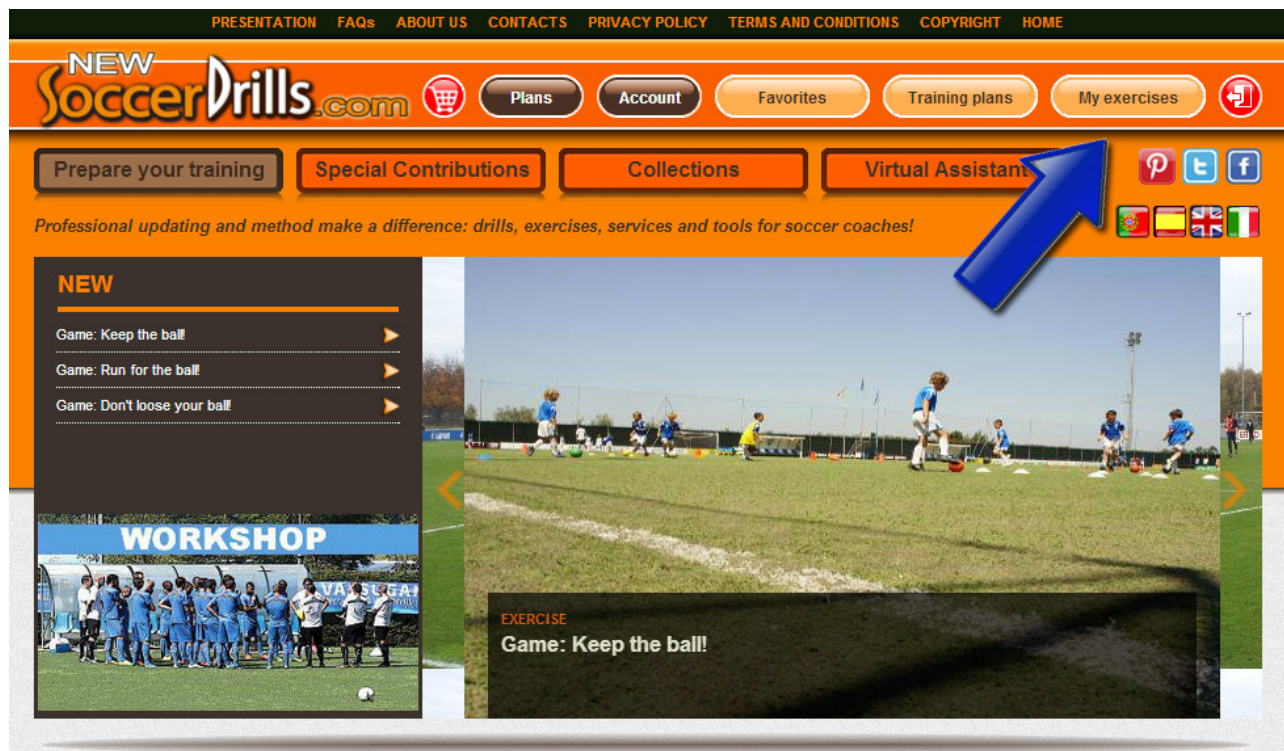 PRESENTATION FAQs ABOUT US CONTACTS PRIVACY POLICY TERMS AND CONDITIONS COPYRIGHT HOME
NEW
SoccerDrills.com
Plans Account Favorites Training plans My exercises
Prepare your training Special Contributions Collections Virtual Assistant
Professional updating and method make a difference: drills, exercises, services and tools for soccer coaches!
NEW
Game: Keep the ball!
Game: Run for the ball!
Game: Don't loose your ball!
WORKSHOP
EXERCISE
Game: Keep the ball!